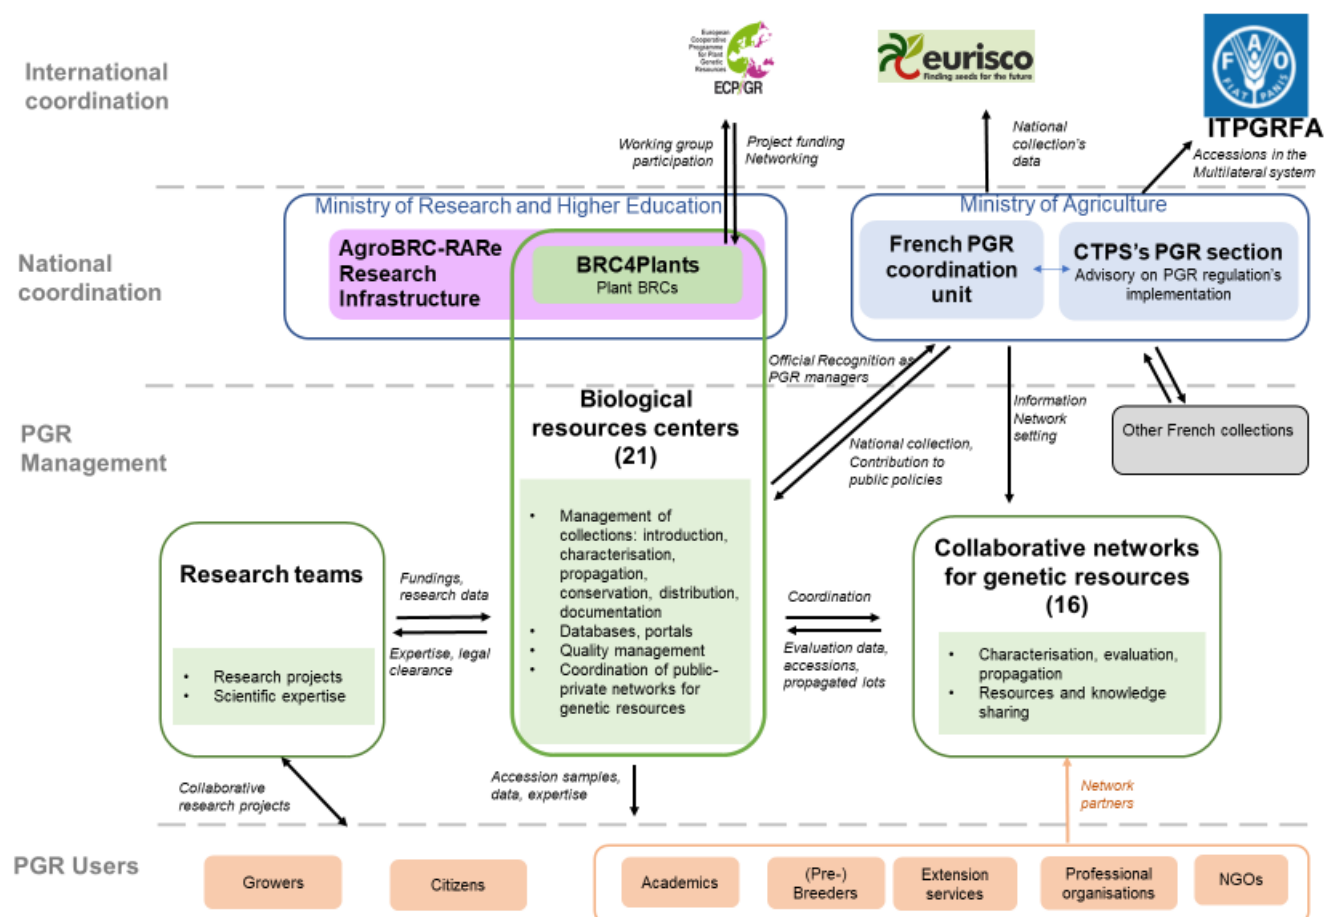 International
coordination
European
Cooperative
Programme
for Plant
Genetic
Resources
ECP/GR
eurisco
Finding seeds for the future
F A O
FIAT PANIS
ITPGRFA
Working group
participation
Project funding
Networking
National
collection's
data
Accessions in the
Multilateral system
National
coordination
Ministry of Research and Higher Education
AgroBRC-RARe
Research
Infrastructure
BRC4Plants
Plant BRCs
Ministry of Agriculture
French PGR
coordination
unit
CTPS's PGR section
Advisory on PGR regulation's
implementation
Official Recognition as
PGR managers
National collection,
Contribution to
public policies
Information
Network
setting
Other French collections
PGR
Management
Biological
resources centers
(21)
• Management of
collections: introduction,
characterisation,
propagation,
conservation, distribution,
documentation
• Databases, portals
• Quality management
• Coordination of public-
private networks for
genetic resources
Research teams
• Research projects
• Scientific expertise
Fundings,
research data
Expertise, legal
clearance
Coordination
Evaluation data,
accessions,
propagated lots
Collaborative networks
for genetic resources
(16)
• Characterisation, evaluation,
propagation
• Resources and knowledge
sharing
Collaborative
research projects
Accession samples,
data, expertise
Network
partners
PGR Users
Growers
Citizens
Academics
(Pre-)
Breeders
Extension
services
Professional
organisations
NGOs